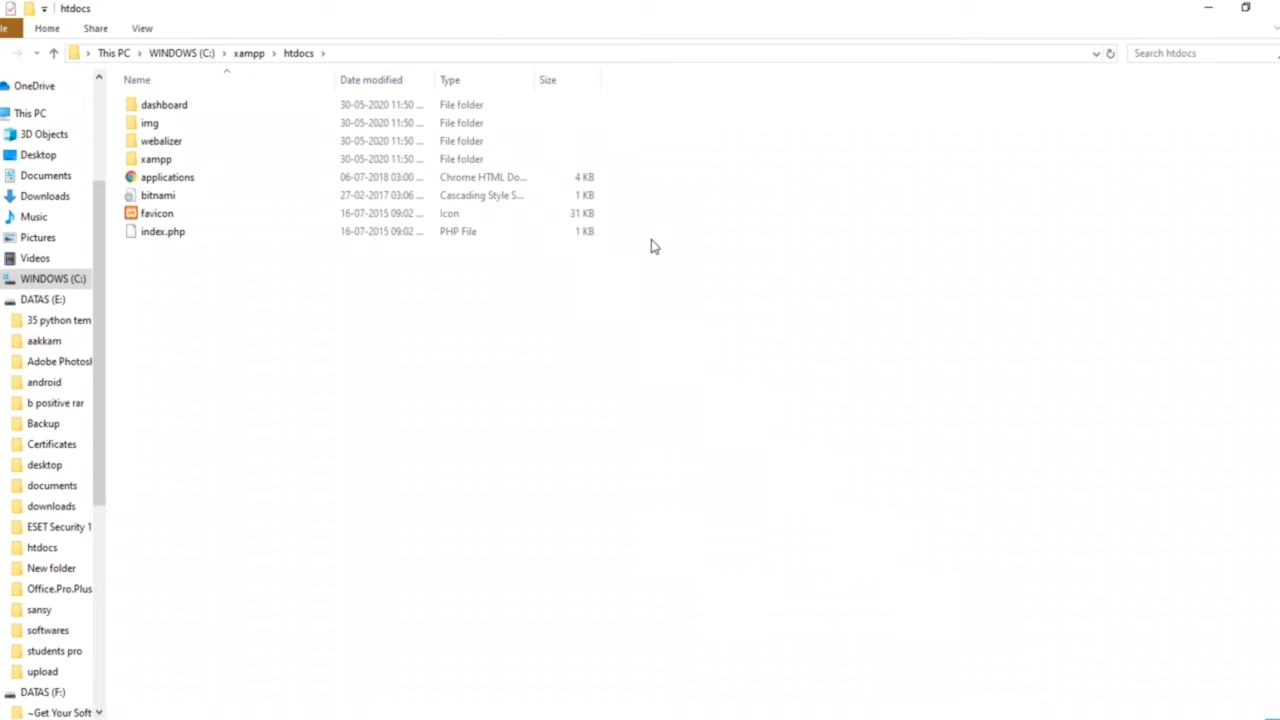 htdocs
le Home Share View
This PC WINDOWS (C:) xampp htdocs Search htdocs
Name Date modified Type Size
OneDrive
This PC
3D Objects
Desktop
Documents
Downloads
Music
Pictures
Videos
WINDOWS (C:)
DATAS (E:)
35 python tem
aakkam
Adobe Photosh
android
b positive rar
Backup
Certificates
desktop
documents
downloads
ESET Security 1
htdocs
New folder
Office.Pro.Plus
sansy
softwares
students pro
upload
DATAS (F:)
~Get Your Soft
dashboard 30-05-2020 11:50 ... File folder
img 30-05-2020 11:50 ... File folder
webalizer 30-05-2020 11:50 ... File folder
xampp 30-05-2020 11:50 ... File folder
applications 06-07-2018 03:00 ... Chrome HTML Do... 4 KB
bitnami 27-02-2017 03:06 ... Cascading Style S... 1 KB
favicon 16-07-2015 09:02 ... Icon 31 KB
index.php 16-07-2015 09:02 ... PHP File 1 KB